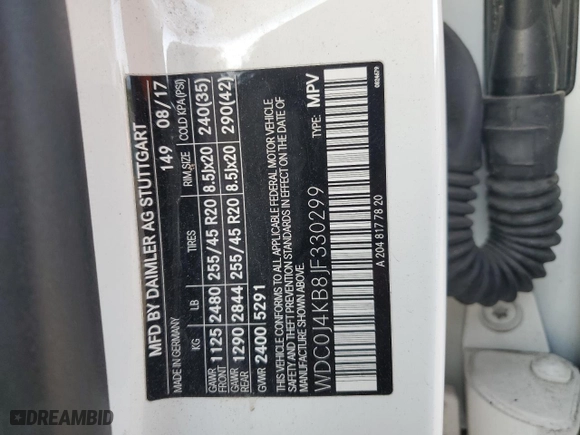 MFD BY DAIMLER AG STUTTGART
MADE IN GERMANY 149 08/17
KG LB TIRES RIM,SIZE COLD KPA(PSI)
GAWR FRONT 1125 2480 255/45 R20 8.5Jx20 240(35)
GAWR REAR 1290 2844 255/45 R20 8.5Jx20 290(42)
GVWR 2400 5291
THIS VEHICLE CONFORMS TO ALL APPLICABLE FEDERAL MOTOR VEHICLE
SAFETY AND THEFT PREVENTION STANDARDS IN EFFECT ON THE DATE OF
MANUFACTURE SHOWN ABOVE.
WDC0J4KB8JF330299 TYPE: MPV
A 204 817 78 20
DREAMBID